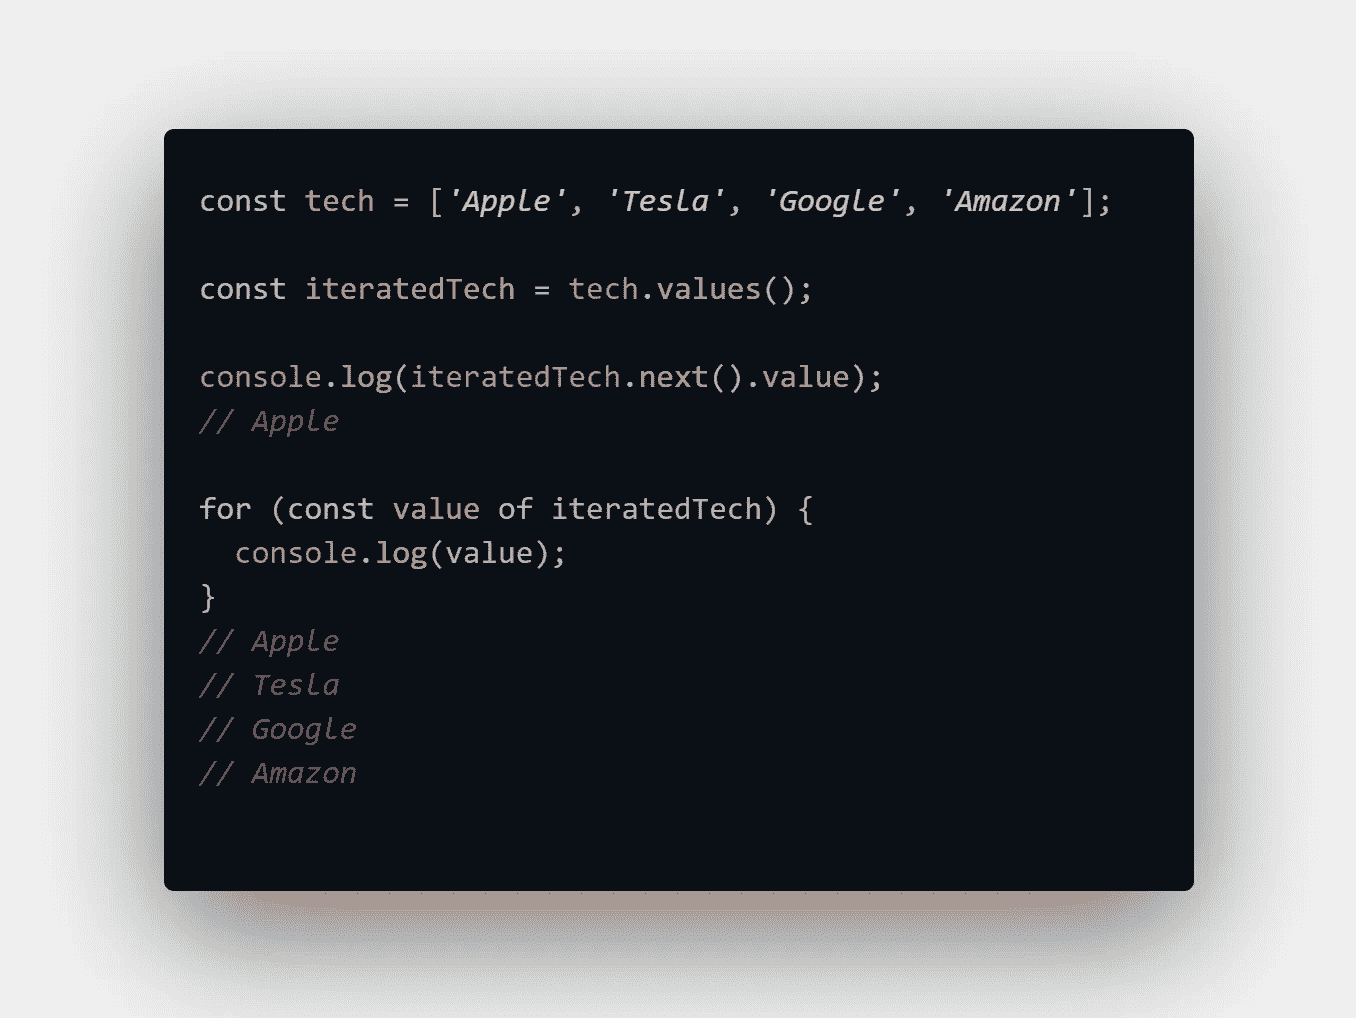 const tech = ['Apple', 'Tesla', 'Google', 'Amazon'];
const iteratedTech = tech.values();
console.log(iteratedTech.next().value);
// Apple
for (const value of iteratedTech) {
  console.log(value);
}
// Apple
// Tesla
// Google
// Amazon